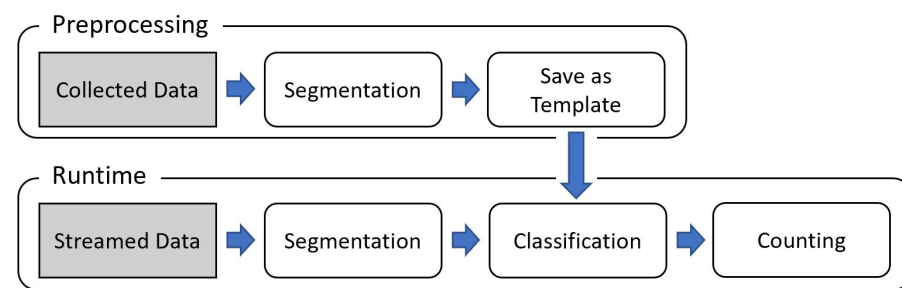 Preprocessing
Collected Data
Segmentation
Save as
Template
Runtime
Streamed Data
Segmentation
Classification
Counting